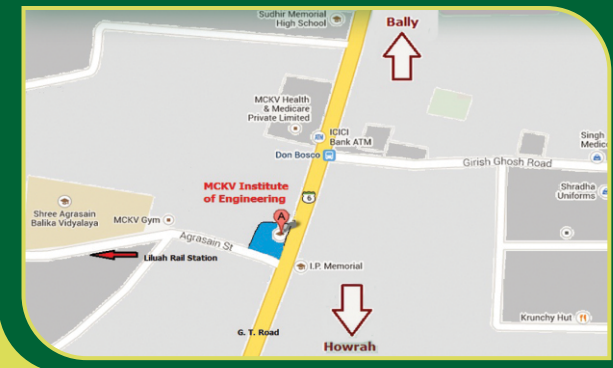 Sudhir Memorial
High School
Bally
MCKV Health
& Medicare
Private Limited
ICICI
Bank ATM
Don Bosco
Girish Ghosh Road
Singh
Medic
MCKV Institute
of Engineering
6
A
Shradha
Uniforms
Shree Agrasain
Balika Vidyalaya
MCKV Gym
Agrasain St
Liluah Rail Station
I.P. Memorial
G. T. Road
Howrah
Krunchy Hut